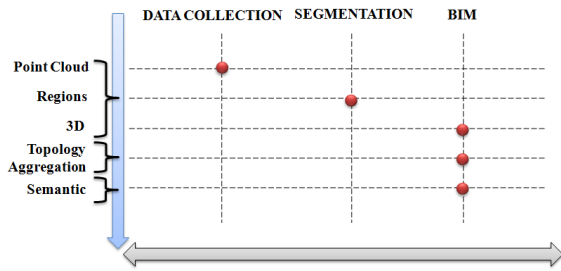 DATA COLLECTION SEGMENTATION BIM
Point Cloud
Regions
3D
Topology
Aggregation
Semantic